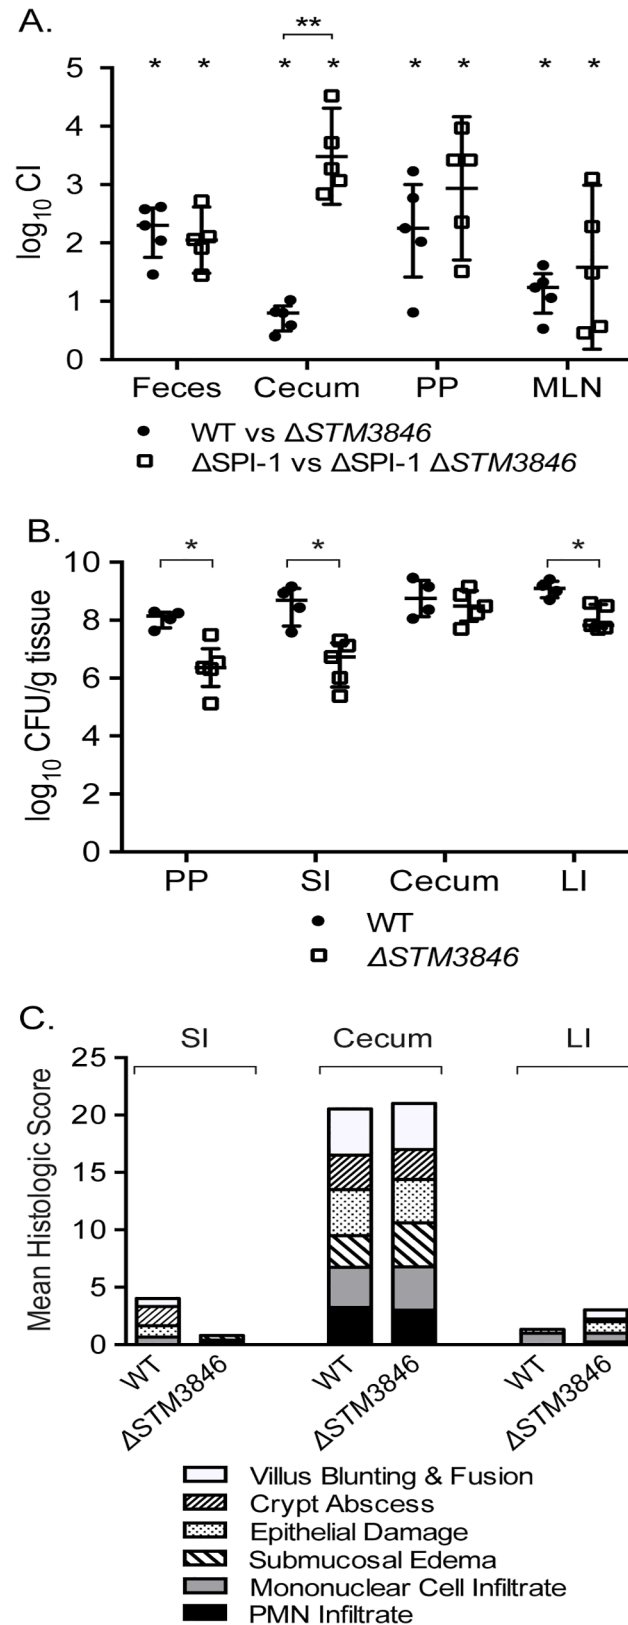 A.
**
* * * * * * * *
5
4
3
2
1
0
log10 CI
Feces Cecum PP MLN
WT vs ΔSTM3846
ΔSPI-1 vs ΔSPI-1 ΔSTM3846
B.
* * *
10
8
6
4
2
0
log10 CFU/g tissue
PP SI Cecum LI
WT
ΔSTM3846
C.
SI Cecum LI
25
20
15
10
5
0
Mean Histologic Score
WT ΔSTM3846 WT ΔSTM3846 WT ΔSTM3846
Villus Blunting & Fusion
Crypt Abscess
Epithelial Damage
Submucosal Edema
Mononuclear Cell Infiltrate
PMN Infiltrate